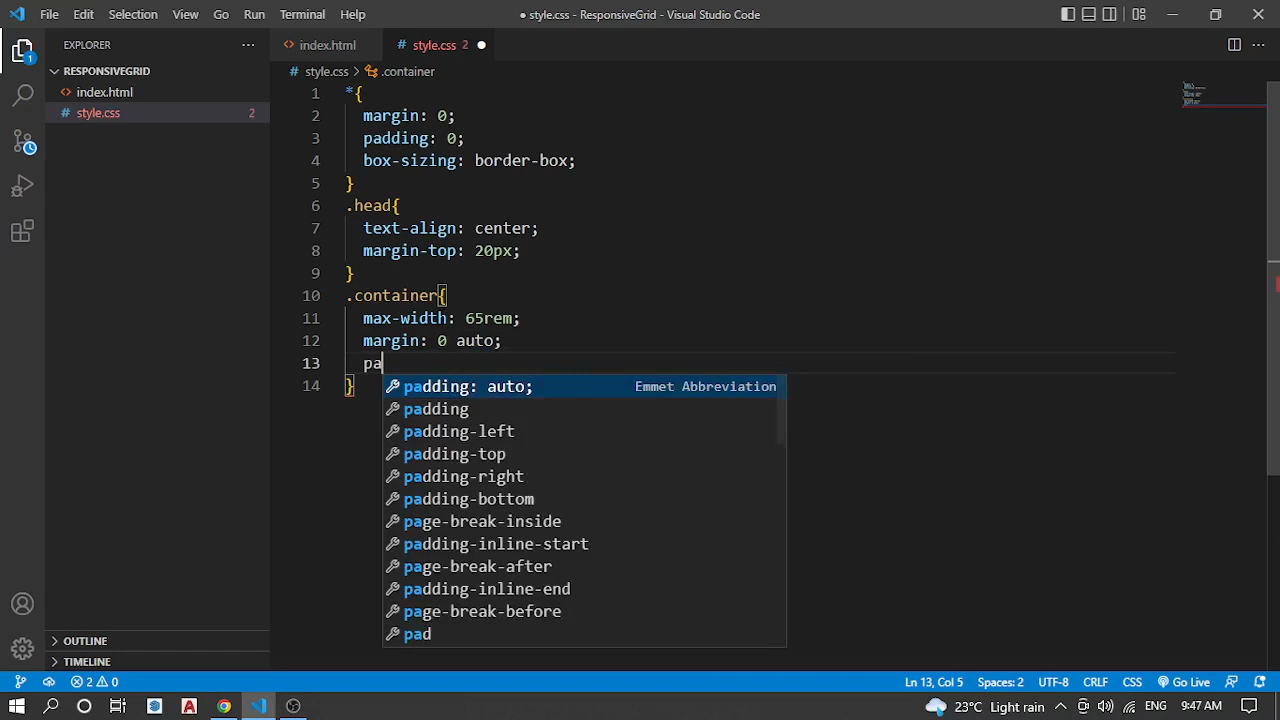 File Edit Selection View Go Run Terminal Help
● style.css - ResponsiveGrid - Visual Studio Code
EXPLORER
RESPONSIVEGRID
index.html
style.css 2
1
index.html
style.css 2
style.css > .container
1 *{
2 margin: 0;
3 padding: 0;
4 box-sizing: border-box;
5 }
6 .head{
7 text-align: center;
8 margin-top: 20px;
9 }
10 .container{
11 max-width: 65rem;
12 margin: 0 auto;
13 pa
14 }
padding: auto; Emmet Abbreviation
padding
padding-left
padding-top
padding-right
padding-bottom
page-break-inside
padding-inline-start
page-break-after
padding-inline-end
page-break-before
pad
OUTLINE
TIMELINE
2 0
Ln 13, Col 5 Spaces: 2 UTF-8 CRLF CSS Go Live
23°C Light rain ENG 9:47 AM